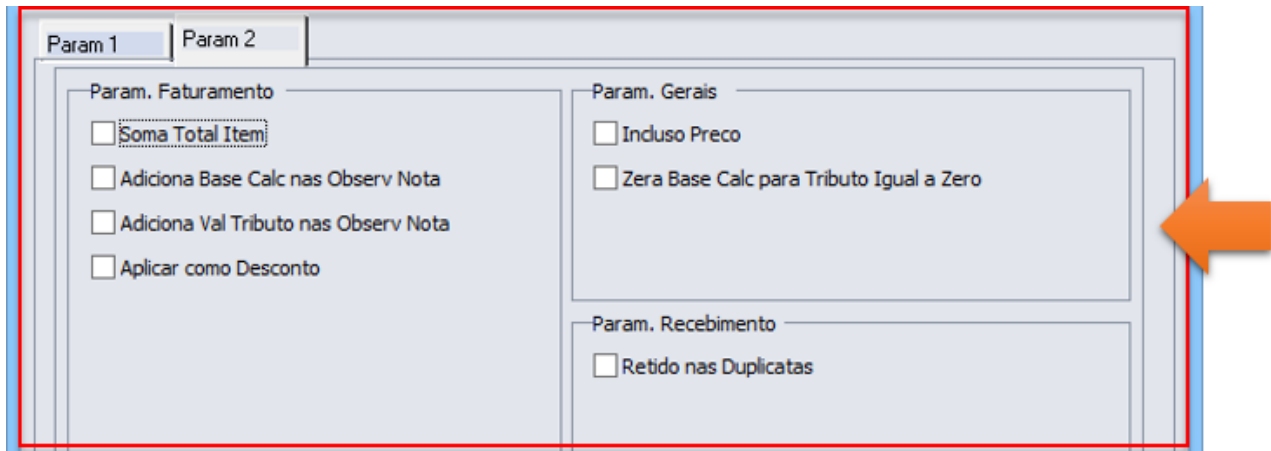 Param 1
Param 2
Param. Faturamento
Soma Total Item
Adiciona Base Calc nas Observ Nota
Adiciona Val Tributo nas Observ Nota
Aplicar como Desconto
Param. Gerais
Incluso Preco
Zera Base Calc para Tributo Igual a Zero
Param. Recebimento
Retido nas Duplicatas